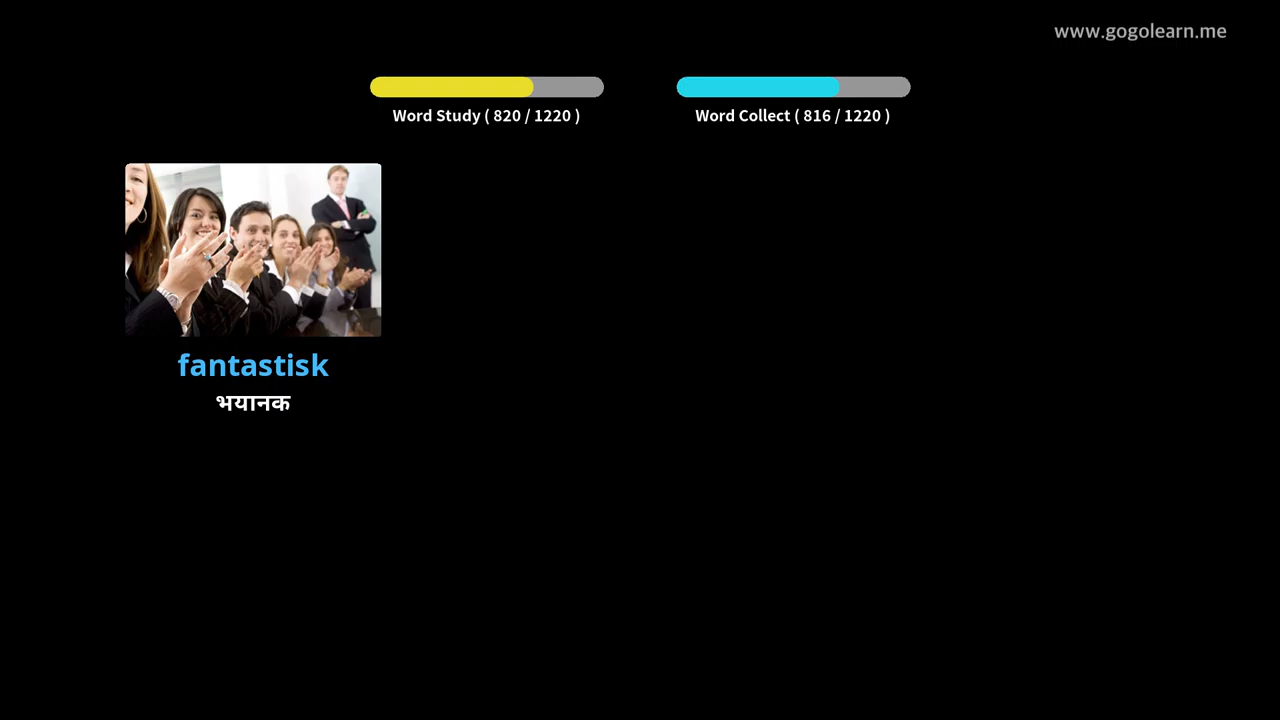 www.gogolearn.me
Word Study ( 820 / 1220 )
Word Collect ( 816 / 1220 )
fantastisk
भयानक